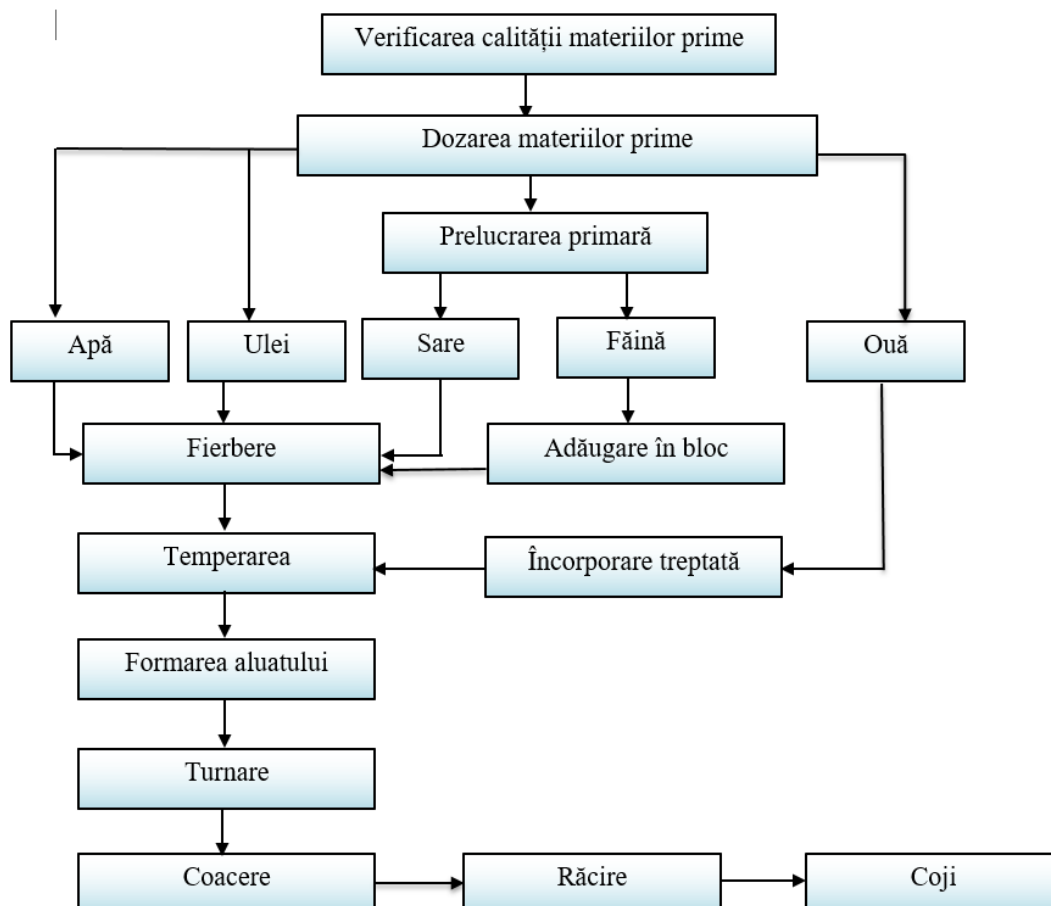 Verificarea calității materiilor prime
Dozarea materiilor prime
Prelucrarea primară
Apă
Ulei
Sare
Făină
Ouă
Fierbere
Adăugare în bloc
Temperarea
Încorporare treptată
Formarea aluatului
Turnare
Coacere
Răcire
Coji